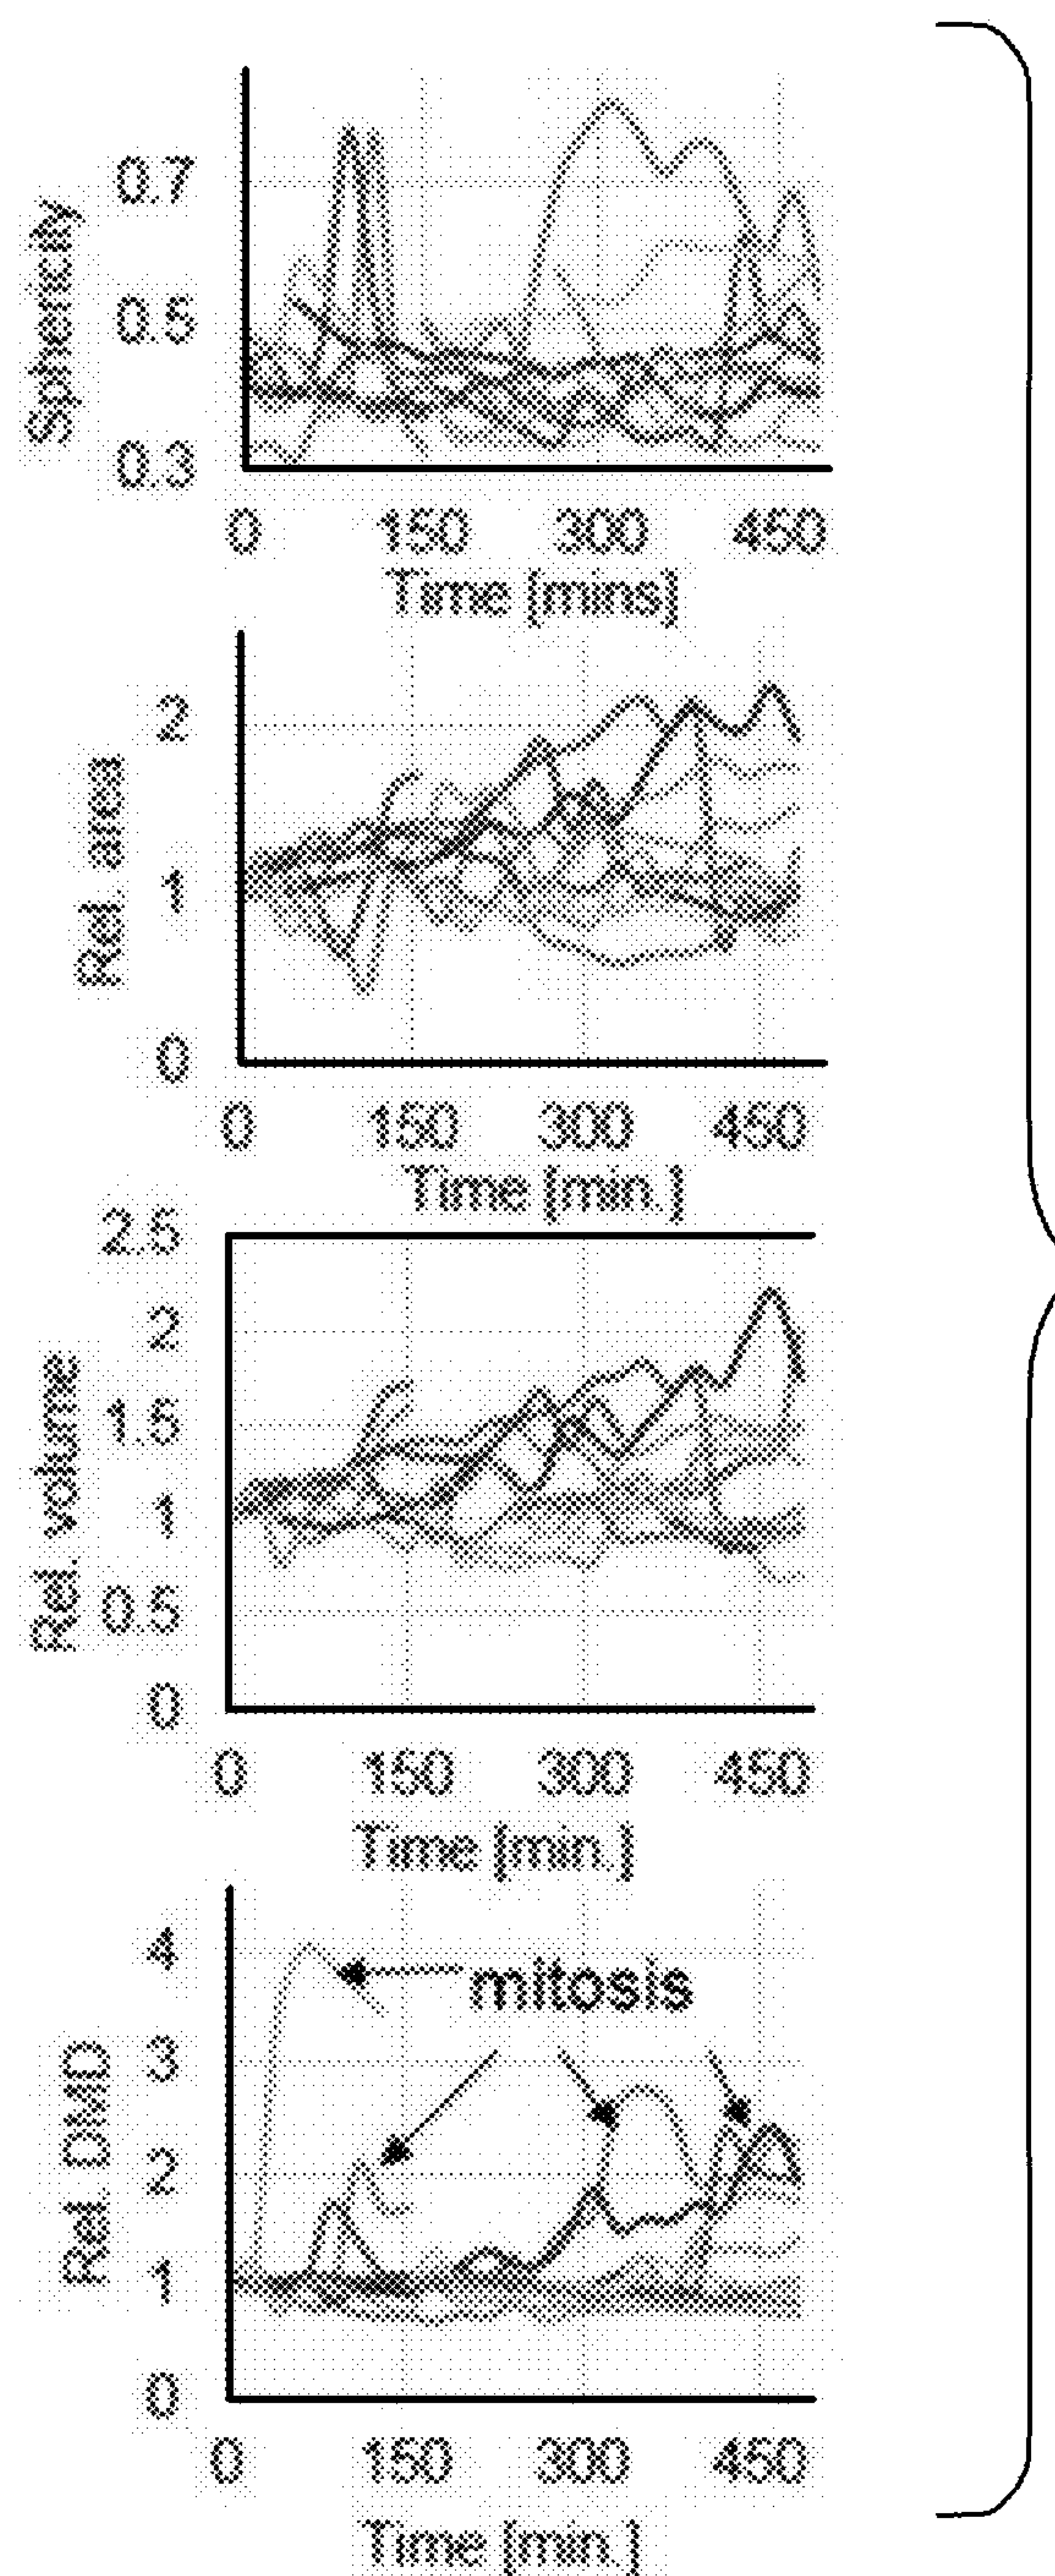 Sphericity
0.7
0.5
0.3
0 150 300 450
Time [mins]
Rel. area
2
1
0
0 150 300 450
Time [min.]
Rel. volume
2.5
2
1.5
1
0.5
0
0 150 300 450
Time [min.]
Rel. DMD
4
3
2
1
0
mitosis
0 150 300 450
Time [min.]